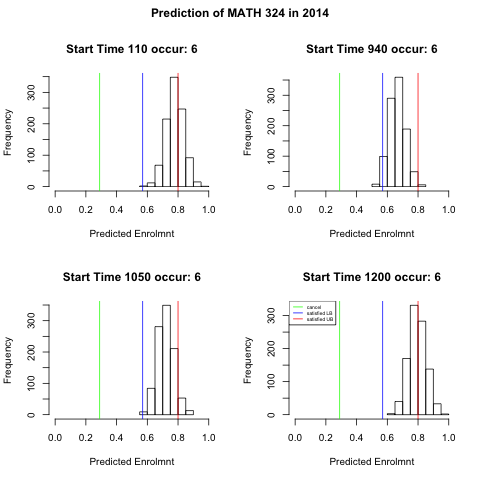 Prediction of MATH 324 in 2014
Start Time 110 occur: 6
Frequency
0 100 200 300
0.0 0.2 0.4 0.6 0.8 1.0
Predicted Enrolmnt
Start Time 940 occur: 6
Frequency
0 100 200 300
0.0 0.2 0.4 0.6 0.8 1.0
Predicted Enrolmnt
Start Time 1050 occur: 6
Frequency
0 100 200 300
0.0 0.2 0.4 0.6 0.8 1.0
Predicted Enrolmnt
Start Time 1200 occur: 6
cancel
satisfied LB
satisfied UB
Frequency
0 100 200 300
0.0 0.2 0.4 0.6 0.8 1.0
Predicted Enrolmnt